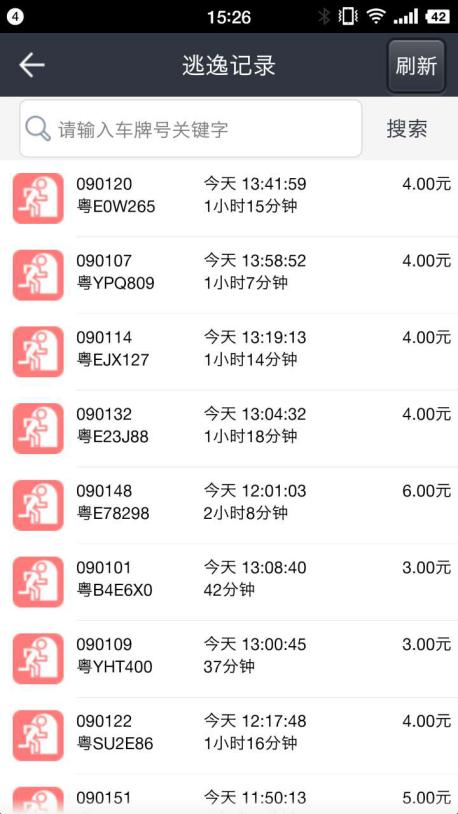 4 15:26 42
逃逸记录 刷新
请输入车牌号关键字 搜索
090120 今天 13:41:59 4.00元
粤E0W265 1小时15分钟
090107 今天 13:58:52 4.00元
粤YPQ809 1小时7分钟
090114 今天 13:19:13 4.00元
粤EJX127 1小时14分钟
090132 今天 13:04:32 4.00元
粤E23J88 1小时18分钟
090148 今天 12:01:03 6.00元
粤E78298 2小时8分钟
090101 今天 13:08:40 3.00元
粤B4E6X0 42分钟
090109 今天 13:00:45 3.00元
粤YHT400 37分钟
090122 今天 12:17:48 4.00元
粤SU2E86 1小时16分钟
090151 今天 11:50:13 5.00元